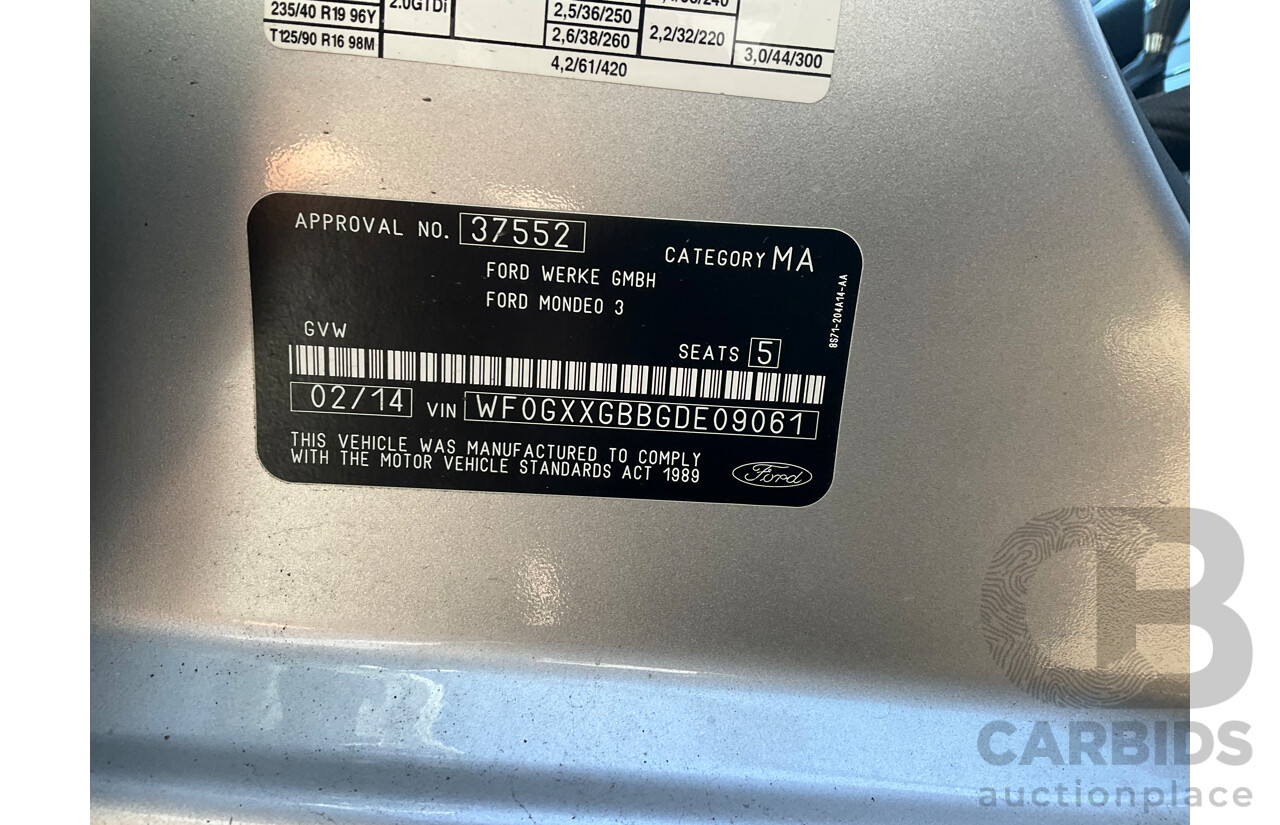 235/40 R19 96Y 2.0GTDi 2,5/36/250
T125/90 R16 98M 2,6/38/260 2,2/32/220 3,0/44/300
4,2/61/420
APPROVAL NO. 37552
CATEGORY MA
FORD WERKE GMBH
FORD MONDEO 3
8S71-204A14-AA
GVW
SEATS 5
02/14 VIN WF0GXXGBBGDE09061
THIS VEHICLE WAS MANUFACTURED TO COMPLY
WITH THE MOTOR VEHICLE STANDARDS ACT 1989
Ford
CB
CARBIDS
auctionplace